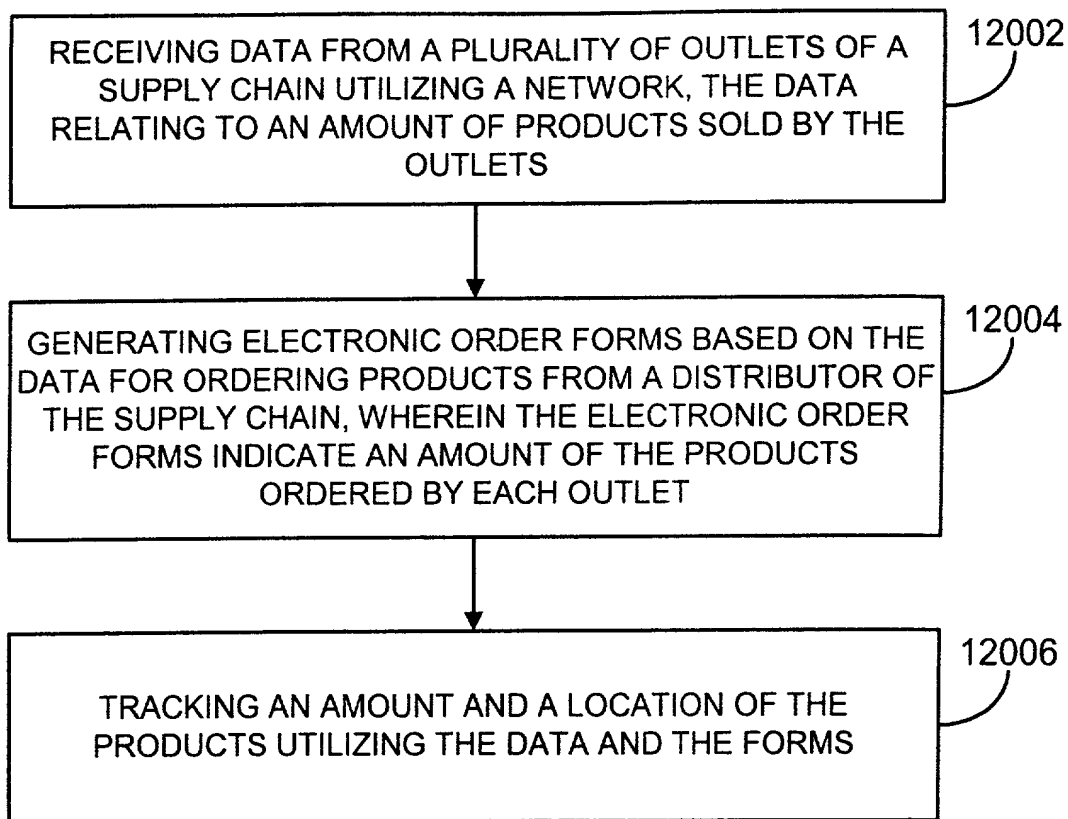 RECEIVING DATA FROM A PLURALITY OF OUTLETS OF A
SUPPLY CHAIN UTILIZING A NETWORK, THE DATA
RELATING TO AN AMOUNT OF PRODUCTS SOLD BY THE
OUTLETS
12002
GENERATING ELECTRONIC ORDER FORMS BASED ON THE
DATA FOR ORDERING PRODUCTS FROM A DISTRIBUTOR OF
THE SUPPLY CHAIN, WHEREIN THE ELECTRONIC ORDER
FORMS INDICATE AN AMOUNT OF THE PRODUCTS
ORDERED BY EACH OUTLET
12004
TRACKING AN AMOUNT AND A LOCATION OF THE
PRODUCTS UTILIZING THE DATA AND THE FORMS
12006